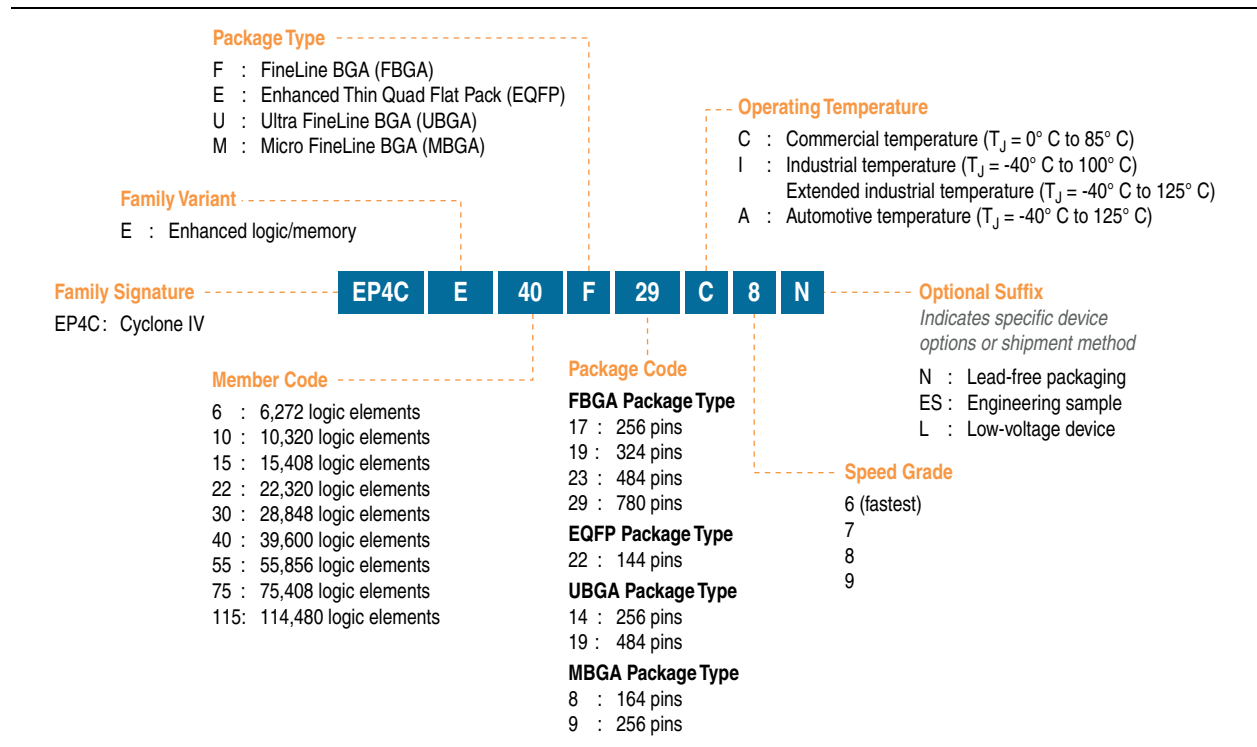 Package Type
F : FineLine BGA (FBGA)
E : Enhanced Thin Quad Flat Pack (EQFP)
U : Ultra FineLine BGA (UBGA)
M : Micro FineLine BGA (MBGA)
Operating Temperature
C : Commercial temperature (TJ = 0° C to 85° C)
I : Industrial temperature (TJ = -40° C to 100° C)
Extended industrial temperature (TJ = -40° C to 125° C)
A : Automotive temperature (TJ = -40° C to 125° C)
Family Variant
E : Enhanced logic/memory
EP4C E 40 F 29 C 8 N
Family Signature
EP4C : Cyclone IV
Optional Suffix
Indicates specific device
options or shipment method
N : Lead-free packaging
ES : Engineering sample
L : Low-voltage device
Member Code
6 : 6,272 logic elements
10 : 10,320 logic elements
15 : 15,408 logic elements
22 : 22,320 logic elements
30 : 28,848 logic elements
40 : 39,600 logic elements
55 : 55,856 logic elements
75 : 75,408 logic elements
115: 114,480 logic elements
Package Code
FBGA Package Type
17 : 256 pins
19 : 324 pins
23 : 484 pins
29 : 780 pins
EQFP Package Type
22 : 144 pins
UBGA Package Type
14 : 256 pins
19 : 484 pins
MBGA Package Type
8 : 164 pins
9 : 256 pins
Speed Grade
6 (fastest)
7
8
9